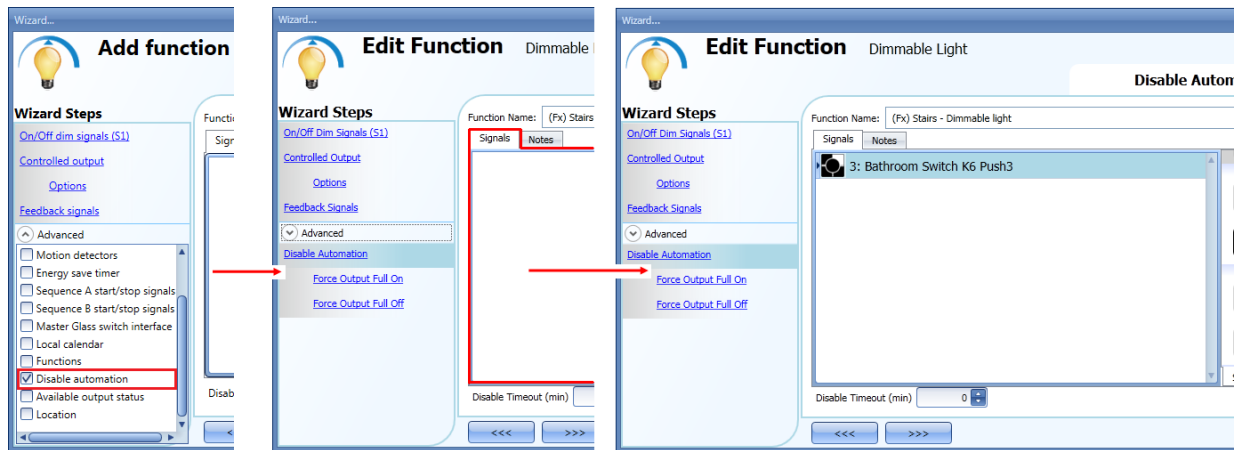 Wizard...
Add function
Wizard Steps
On/Off dim signals (S1)
Controlled output
Options
Feedback signals
Advanced
Motion detectors
Energy save timer
Sequence A start/stop signals
Sequence B start/stop signals
Master Glass switch interface
Local calendar
Functions
Disable automation
Available output status
Location
Wizard...
Edit Function Dimmable
Wizard Steps
On/Off Dim Signals (S1)
Controlled Output
Options
Feedback Signals
Advanced
Disable Automation
Force Output Full On
Force Output Full Off
Function Name: (Fx) Stairs
Signals Notes
Disable Timeout (min)
<<< >>>
Wizard...
Edit Function Dimmable Light
Wizard Steps
On/Off Dim Signals (S1)
Controlled Output
Options
Feedback Signals
Advanced
Disable Automation
Force Output Full On
Force Output Full Off
Function Name: (Fx) Stairs - Dimmable light
Signals Notes
3: Bathroom Switch K6 Push3
Disable Timeout (min) 0
<<< >>>